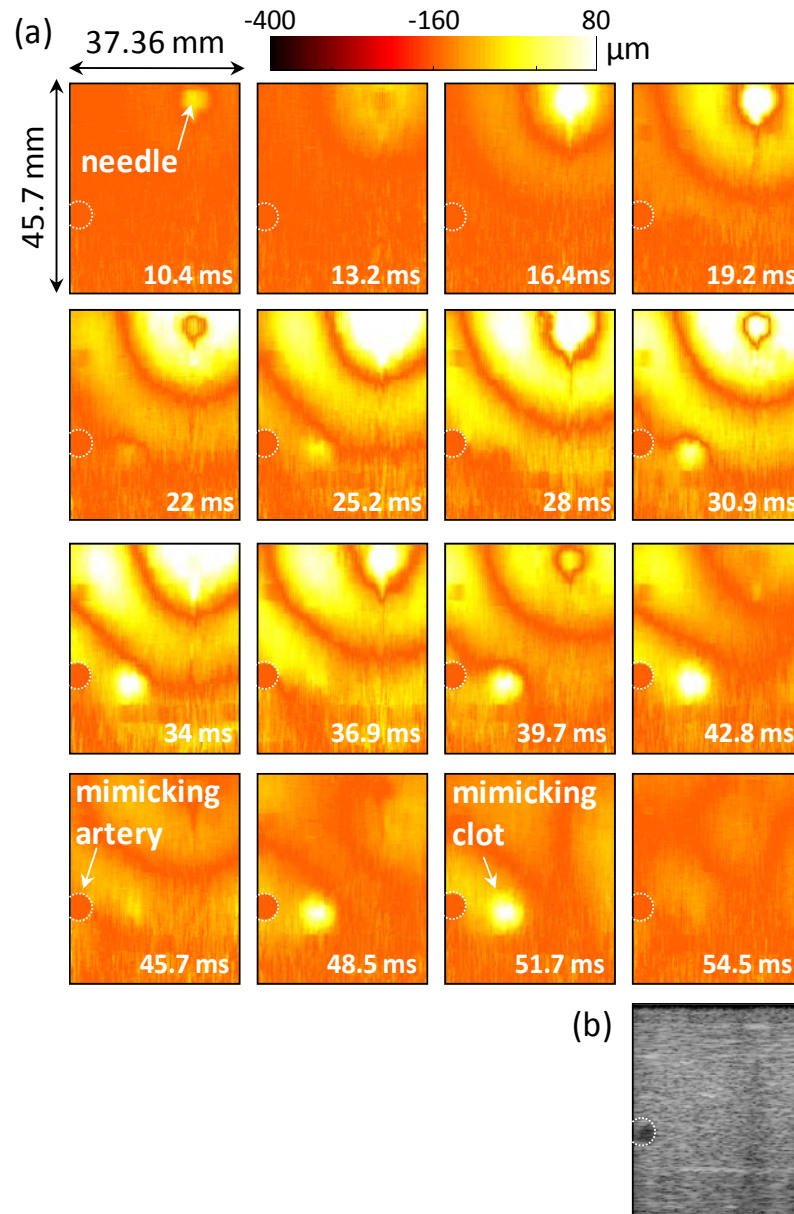 (a)
37.36 mm
-400 -160 80
µm
45.7 mm
needle
10.4 ms
13.2 ms
16.4ms
19.2 ms
22 ms
25.2 ms
28 ms
30.9 ms
34 ms
36.9 ms
39.7 ms
42.8 ms
mimicking
artery
45.7 ms
48.5 ms
mimicking
clot
51.7 ms
54.5 ms
(b)